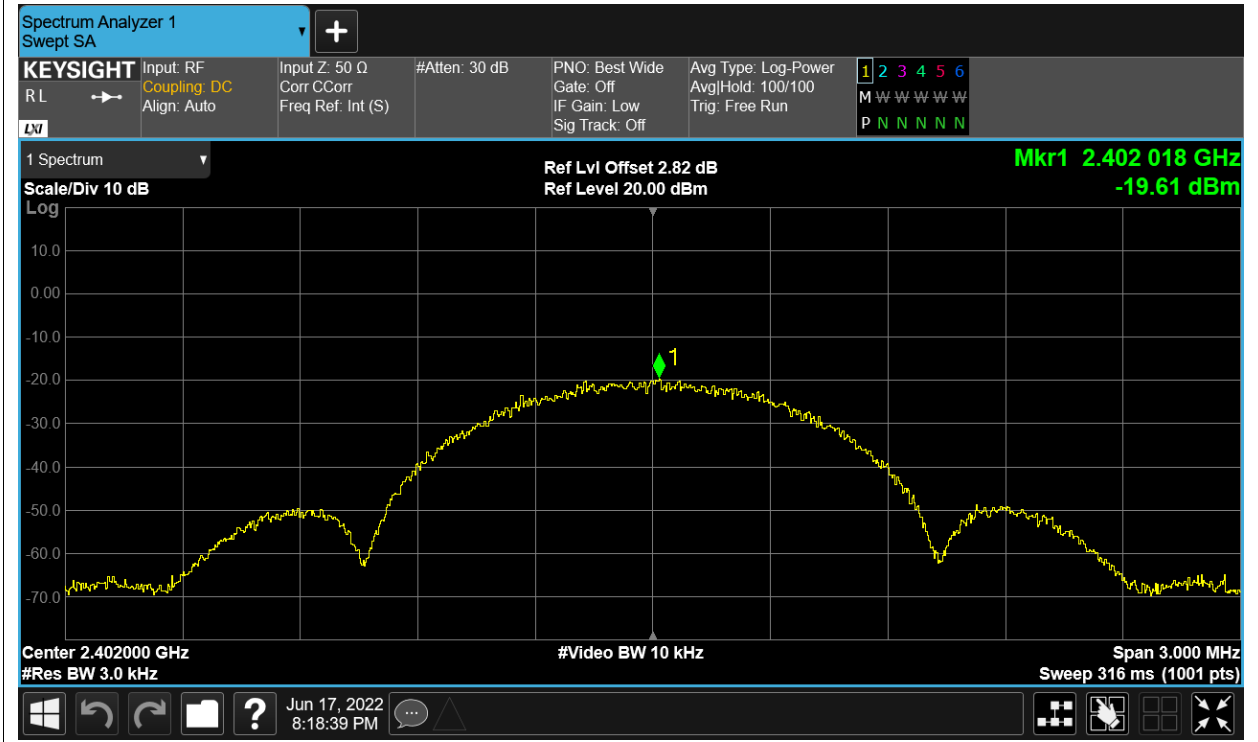 Spectrum Analyzer 1
Swept SA
KEYSIGHT
RL
LXI
Input: RF
Coupling: DC
Align: Auto
Input Z: 50 Ω
Corr CCorr
Freq Ref: Int (S)
#Atten: 30 dB
PNO: Best Wide
Gate: Off
IF Gain: Low
Sig Track: Off
Avg Type: Log-Power
Avg|Hold: 100/100
Trig: Free Run
1 2 3 4 5 6
M W W W W W W
P N N N N N N
1 Spectrum
Scale/Div 10 dB
Log
Ref Lvl Offset 2.82 dB
Ref Level 20.00 dBm
Mkr1 2.402 018 GHz
-19.61 dBm
10.0
0.00
-10.0
-20.0
-30.0
-40.0
-50.0
-60.0
-70.0
1
Center 2.402000 GHz
#Res BW 3.0 kHz
#Video BW 10 kHz
Span 3.000 MHz
Sweep 316 ms (1001 pts)
?
Jun 17, 2022
8:18:39 PM